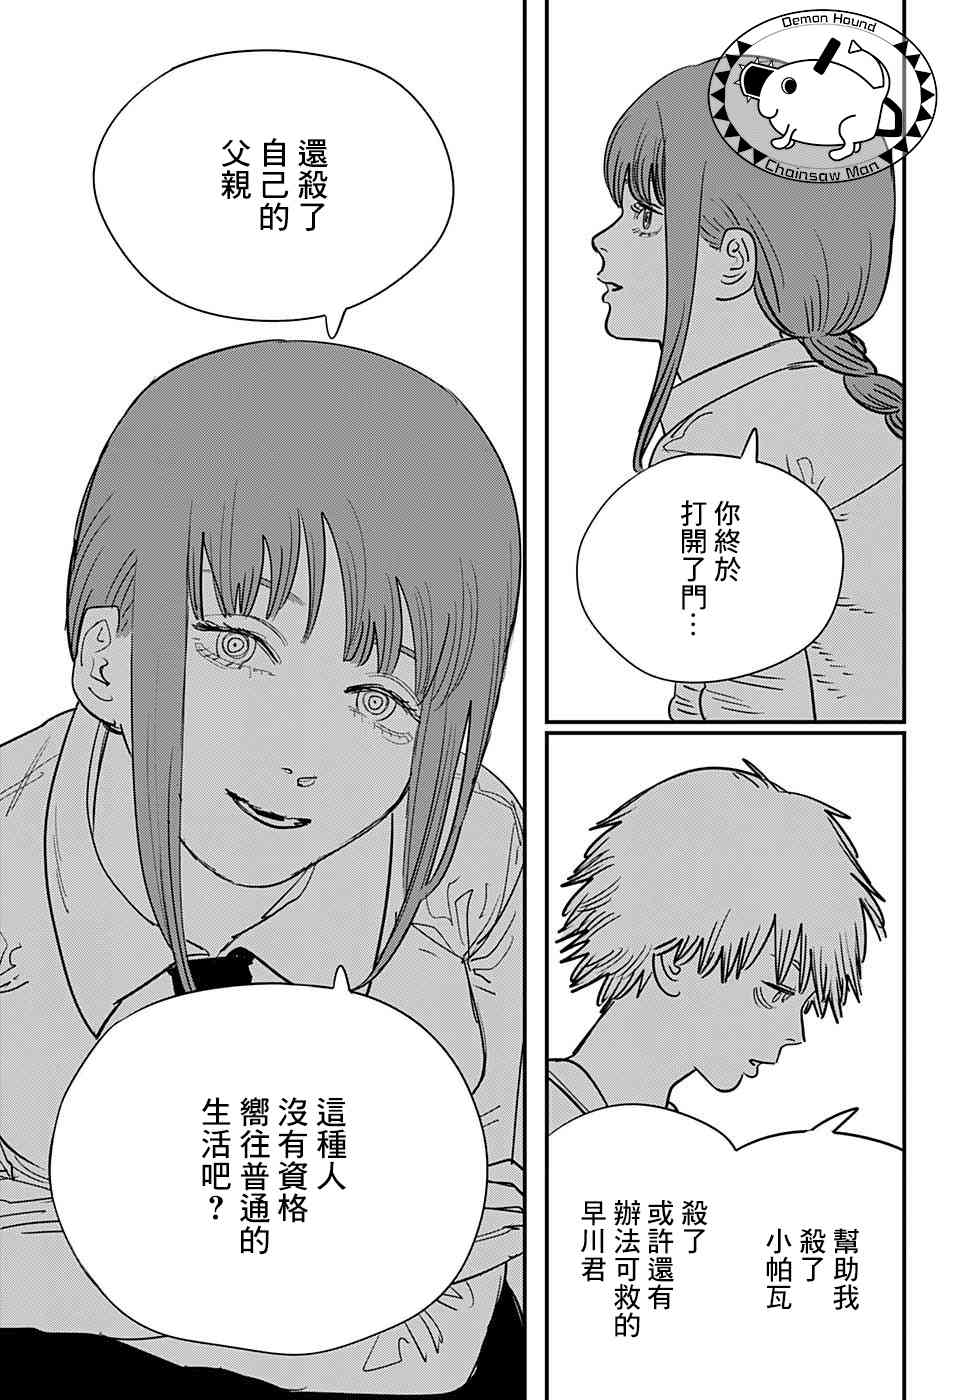 Demon Hound
Chainsaw Man
你終於
打開了門…
幫助我
殺了
小帕瓦
殺了
或許還有
辦法可救的
早川君
還殺了
自己的
父親
這種人
沒有資格
嚮往普通的
生活吧？